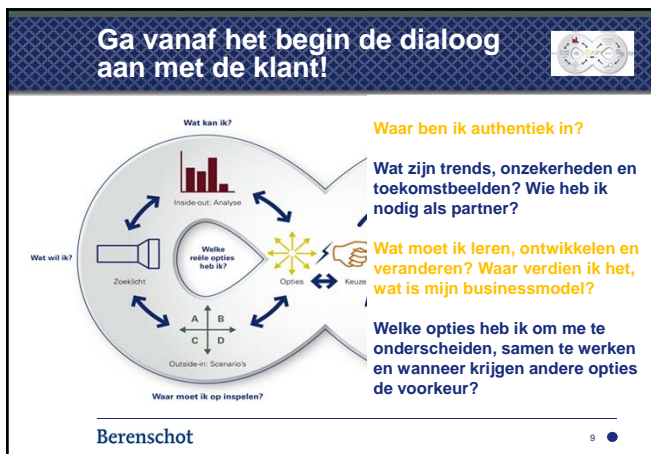 Ga vanaf het begin de dialoog
aan met de klant!
Wat kan ik?
Inside-out: Analyse
Wat wil ik?
Zoeklicht
Welke
reële opties
heb ik?
Opties
Keuze
A B
C D
Outside-in: Scenario's
Waar moet ik op inspelen?
Waar ben ik authentiek in?
Wat zijn trends, onzekerheden en
toekomstbeelden? Wie heb ik
nodig als partner?
Wat moet ik leren, ontwikkelen en
veranderen? Waar verdien ik het,
wat is mijn businessmodel?
Welke opties heb ik om me te
onderscheiden, samen te werken
en wanneer krijgen andere opties
de voorkeur?
Berenschot
9